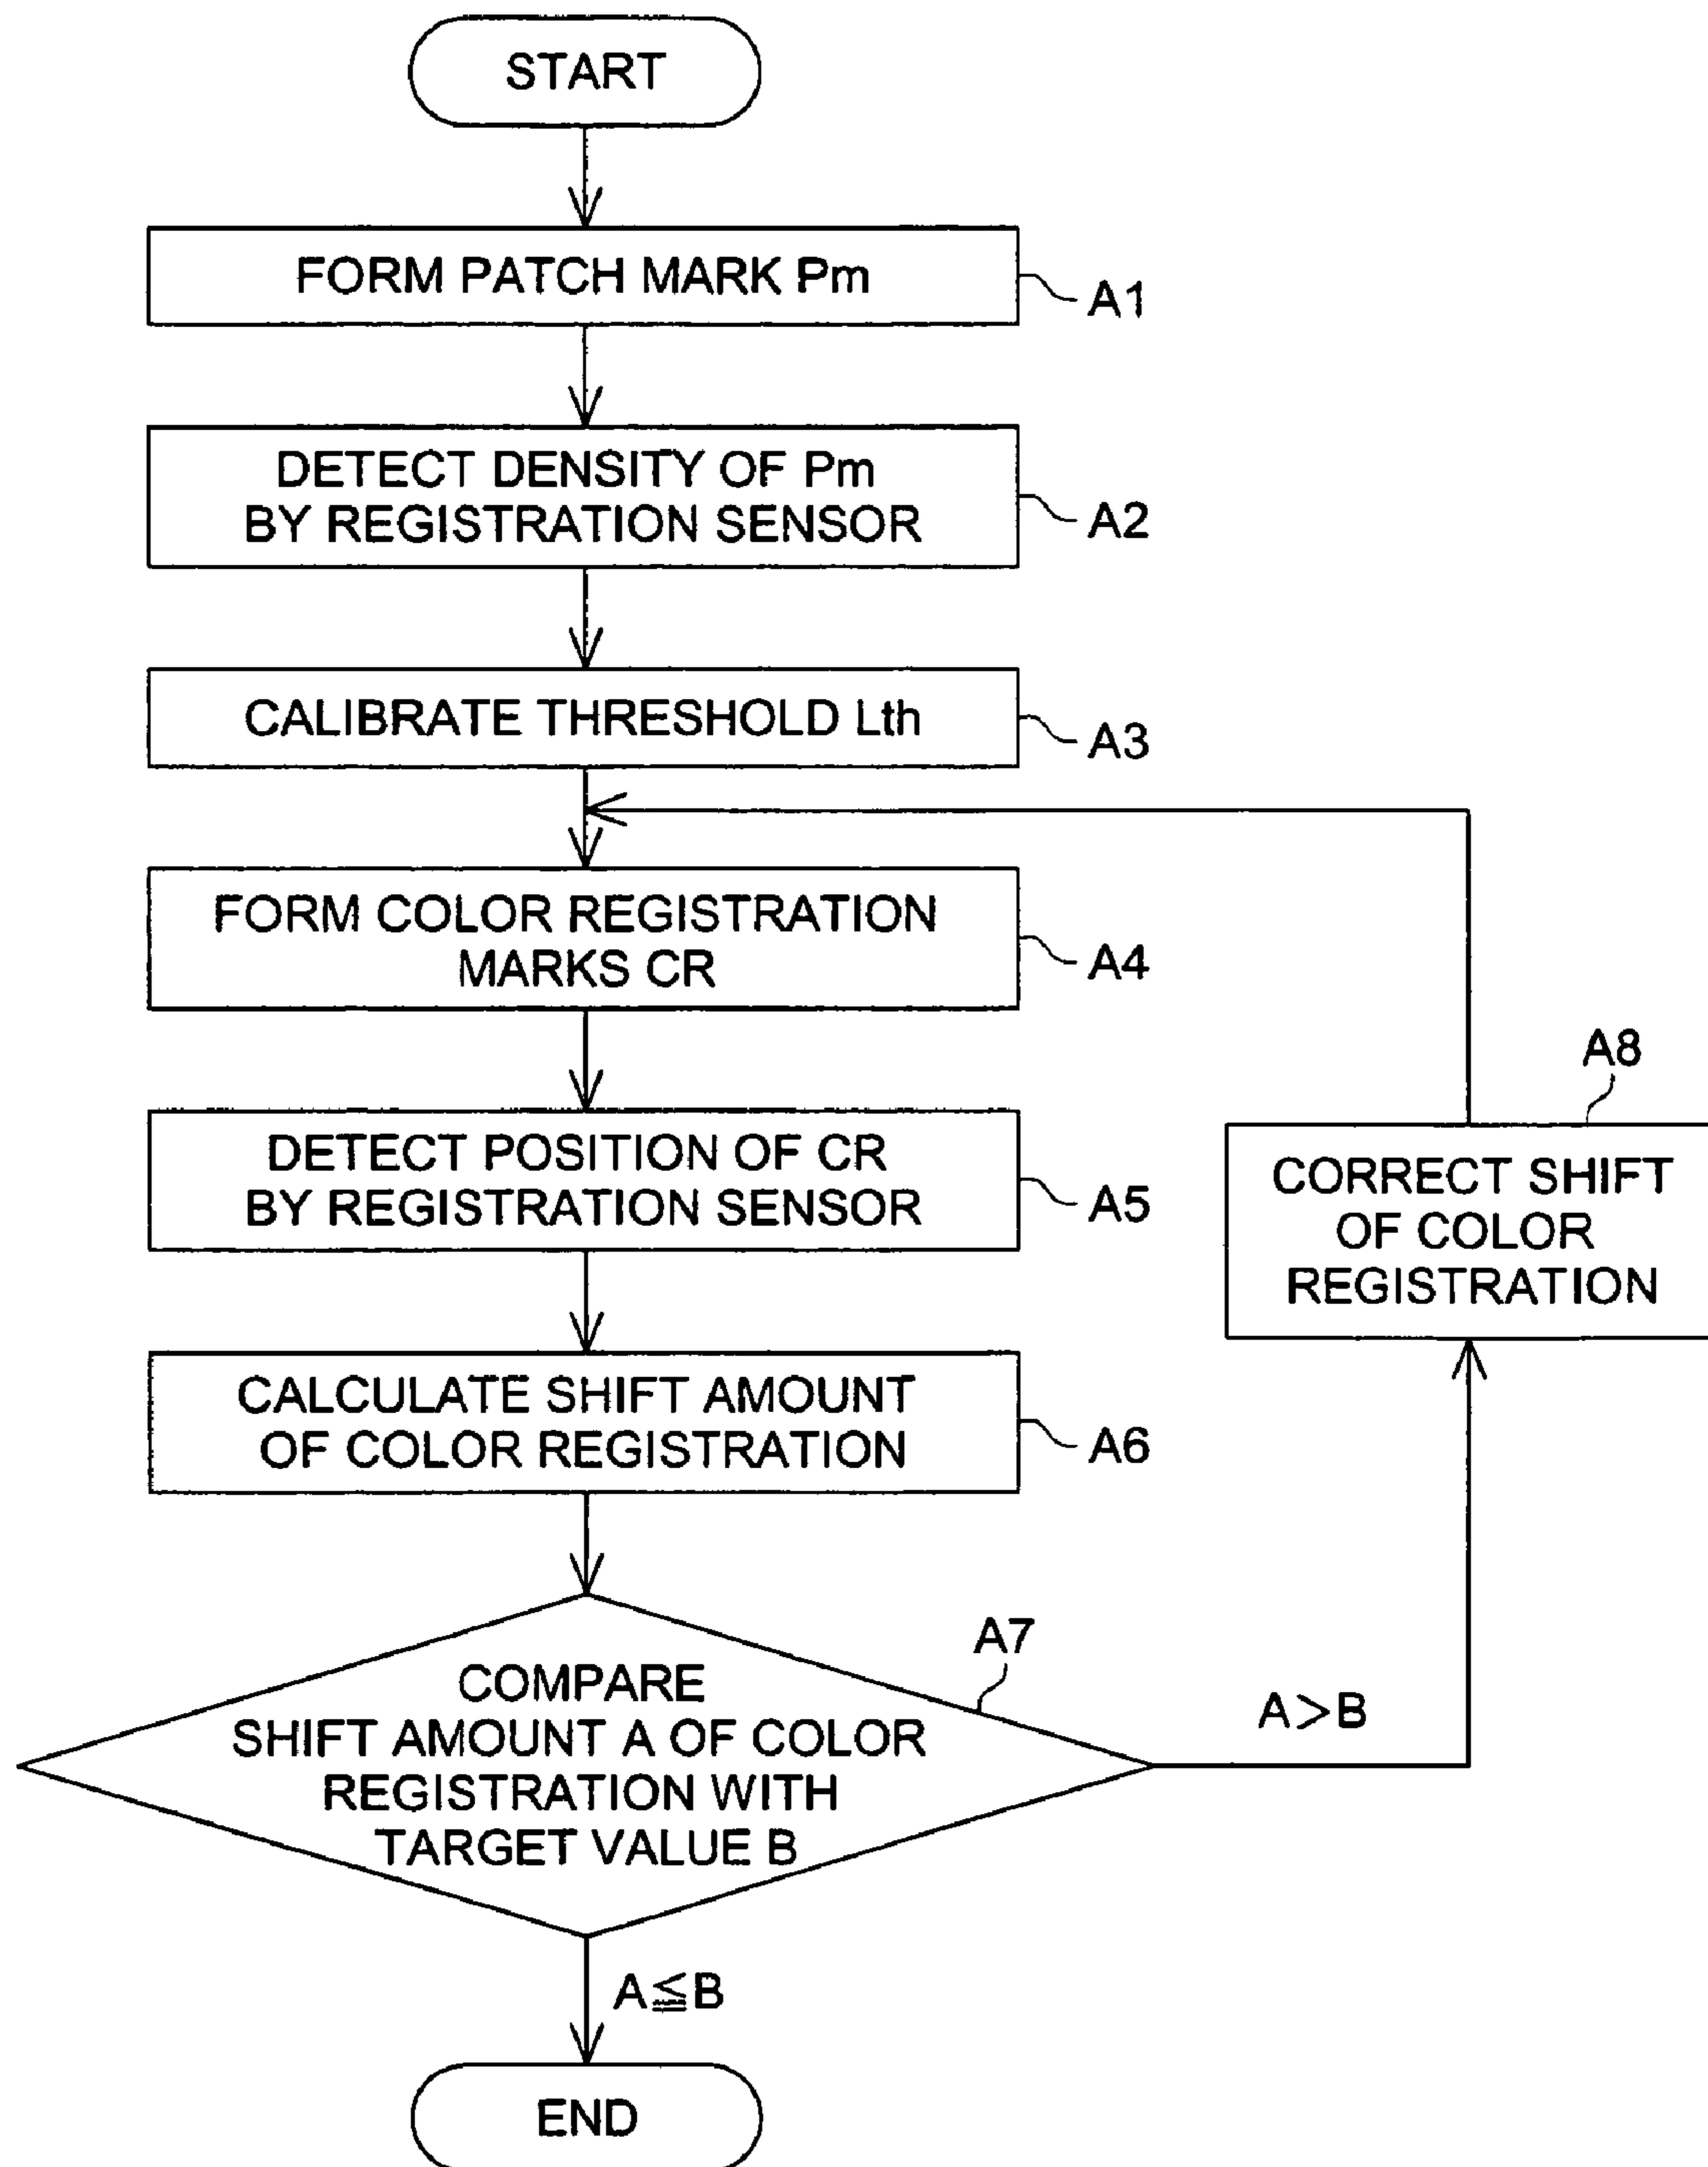 START
FORM PATCH MARK Pm
A1
DETECT DENSITY OF Pm
BY REGISTRATION SENSOR
A2
CALIBRATE THRESHOLD Lth
A3
FORM COLOR REGISTRATION
MARKS CR
A4
DETECT POSITION OF CR
BY REGISTRATION SENSOR
A5
A8
CORRECT SHIFT
OF COLOR
REGISTRATION
CALCULATE SHIFT AMOUNT
OF COLOR REGISTRATION
A6
A7
COMPARE
SHIFT AMOUNT A OF COLOR
REGISTRATION WITH
TARGET VALUE B
A>B
A≦B
END